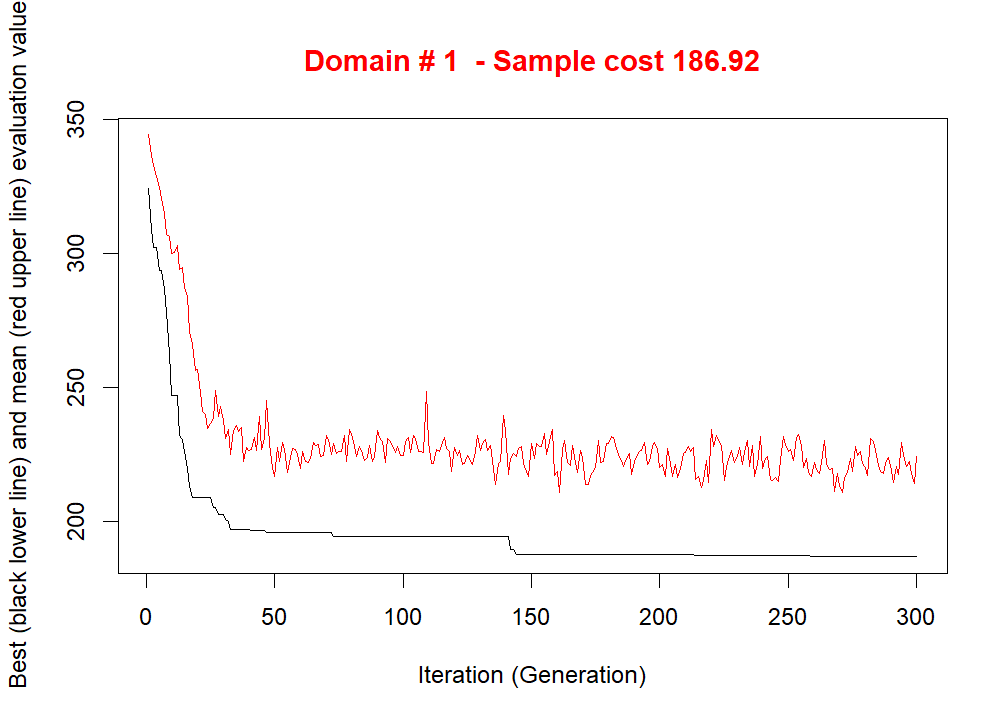 Domain # 1  - Sample cost 186.92
Best (black lower line) and mean (red upper line) evaluation value
350
300
250
200
0 50 100 150 200 250 300
Iteration (Generation)